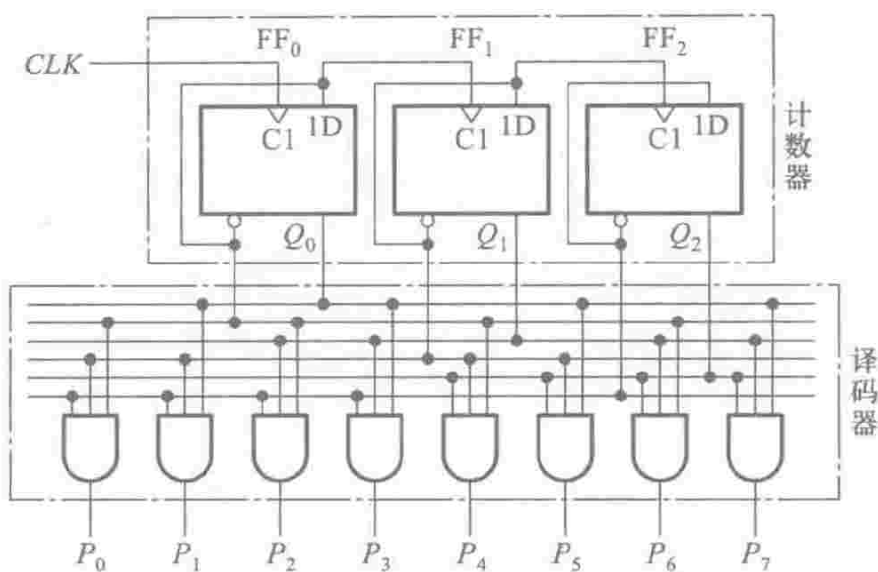 FF₀ FF₁ FF₂
CLK
C1 1D C1 1D C1 1D
计数器
Q₀ Q₁ Q₂
译码器
P₀ P₁ P₂ P₃ P₄ P₅ P₆ P₇